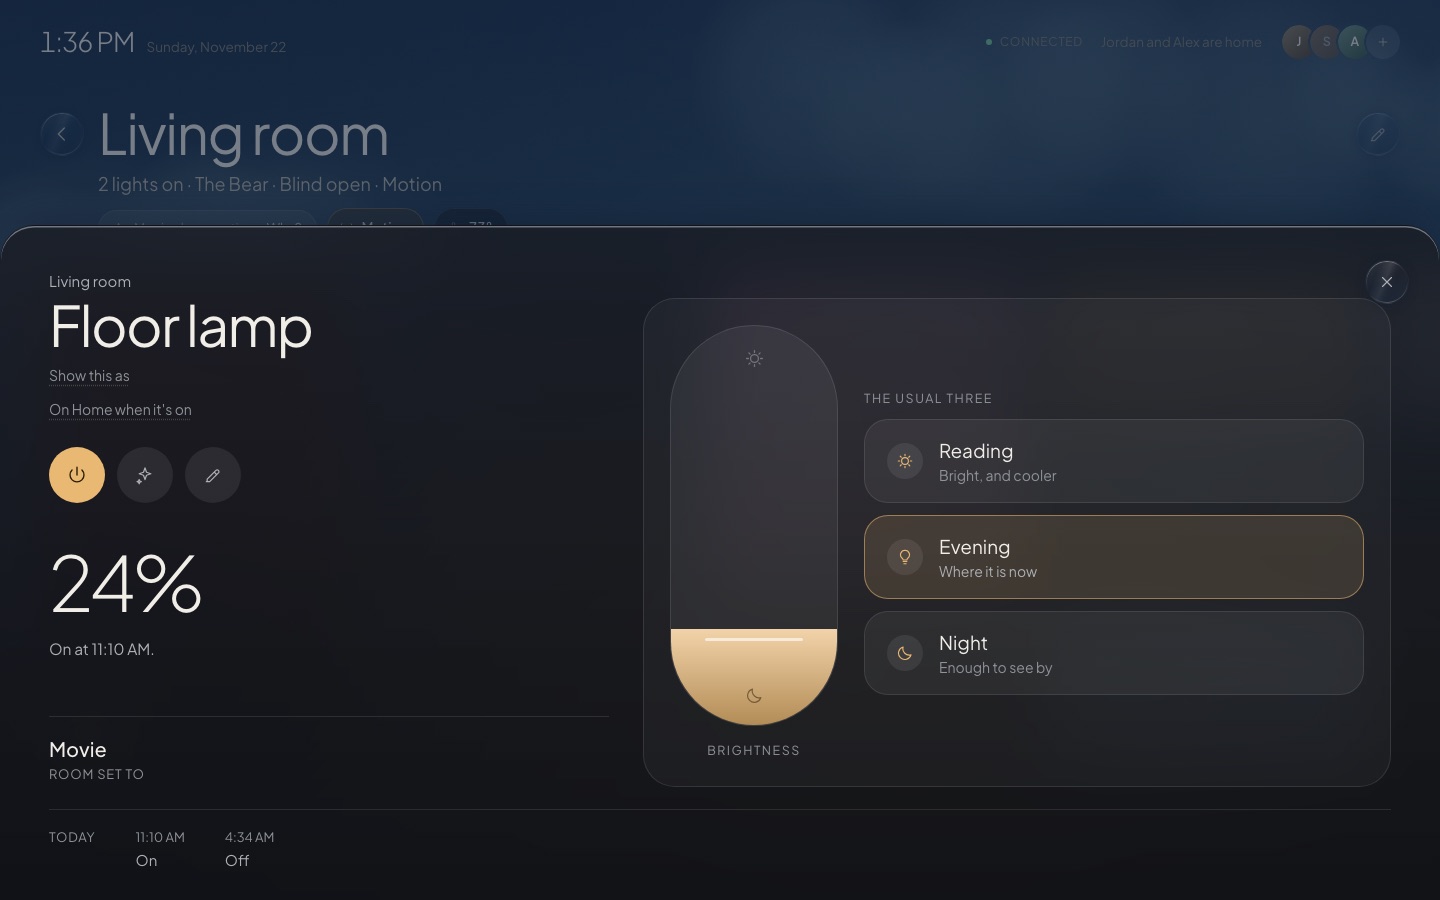 1:36 PM Sunday, November 22
CONNECTED Jordan and Alex are home J S A +
Living room
2 lights on · The Bear · Blind open · Motion
Living room
Floor lamp
Show this as
On Home when it's on
24%
On at 11:10 AM.
Movie
ROOM SET TO
BRIGHTNESS
THE USUAL THREE
Reading
Bright, and cooler
Evening
Where it is now
Night
Enough to see by
TODAY 11:10 AM 4:34 AM
On Off